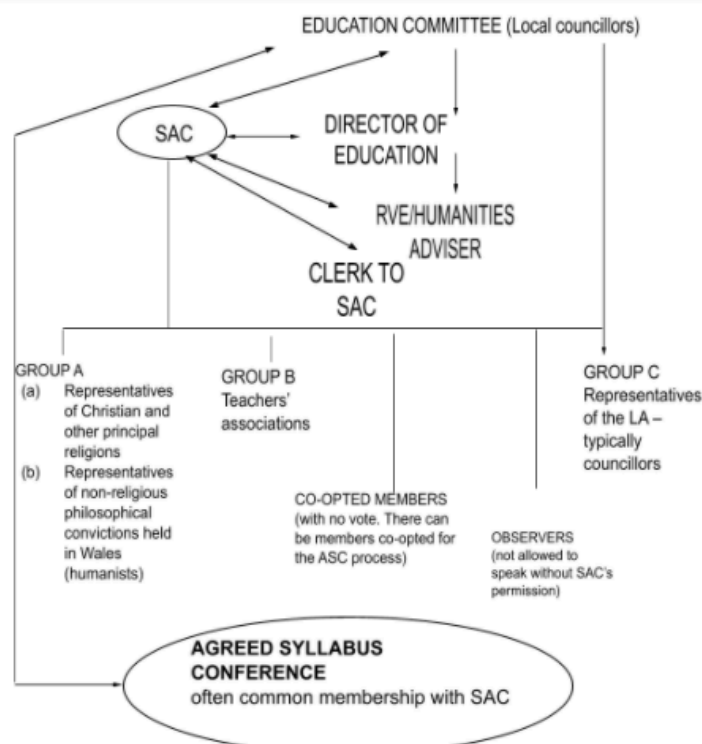 EDUCATION COMMITTEE (Local councillors)
SAC
DIRECTOR OF
EDUCATION
RVE/HUMANITIES
ADVISER
CLERK TO
SAC
GROUP A
(a) Representatives
of Christian and
other principal
religions
(b) Representatives
of non-religious
philosophical
convictions held
in Wales
(humanists)
GROUP B
Teachers'
associations
CO-OPTED MEMBERS
(with no vote. There can
be members co-opted for
the ASC process)
OBSERVERS
(not allowed to
speak without SAC's
permission)
GROUP C
Representatives
of the LA –
typically
councillors
AGREED SYLLABUS
CONFERENCE
often common membership with SAC